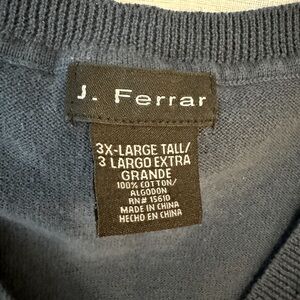 J. Ferrar
3X-LARGE TALL/
3 LARGO EXTRA
GRANDE
100% COTTON/
ALGODON
RN# 15610
MADE IN CHINA
HECHO EN CHINA